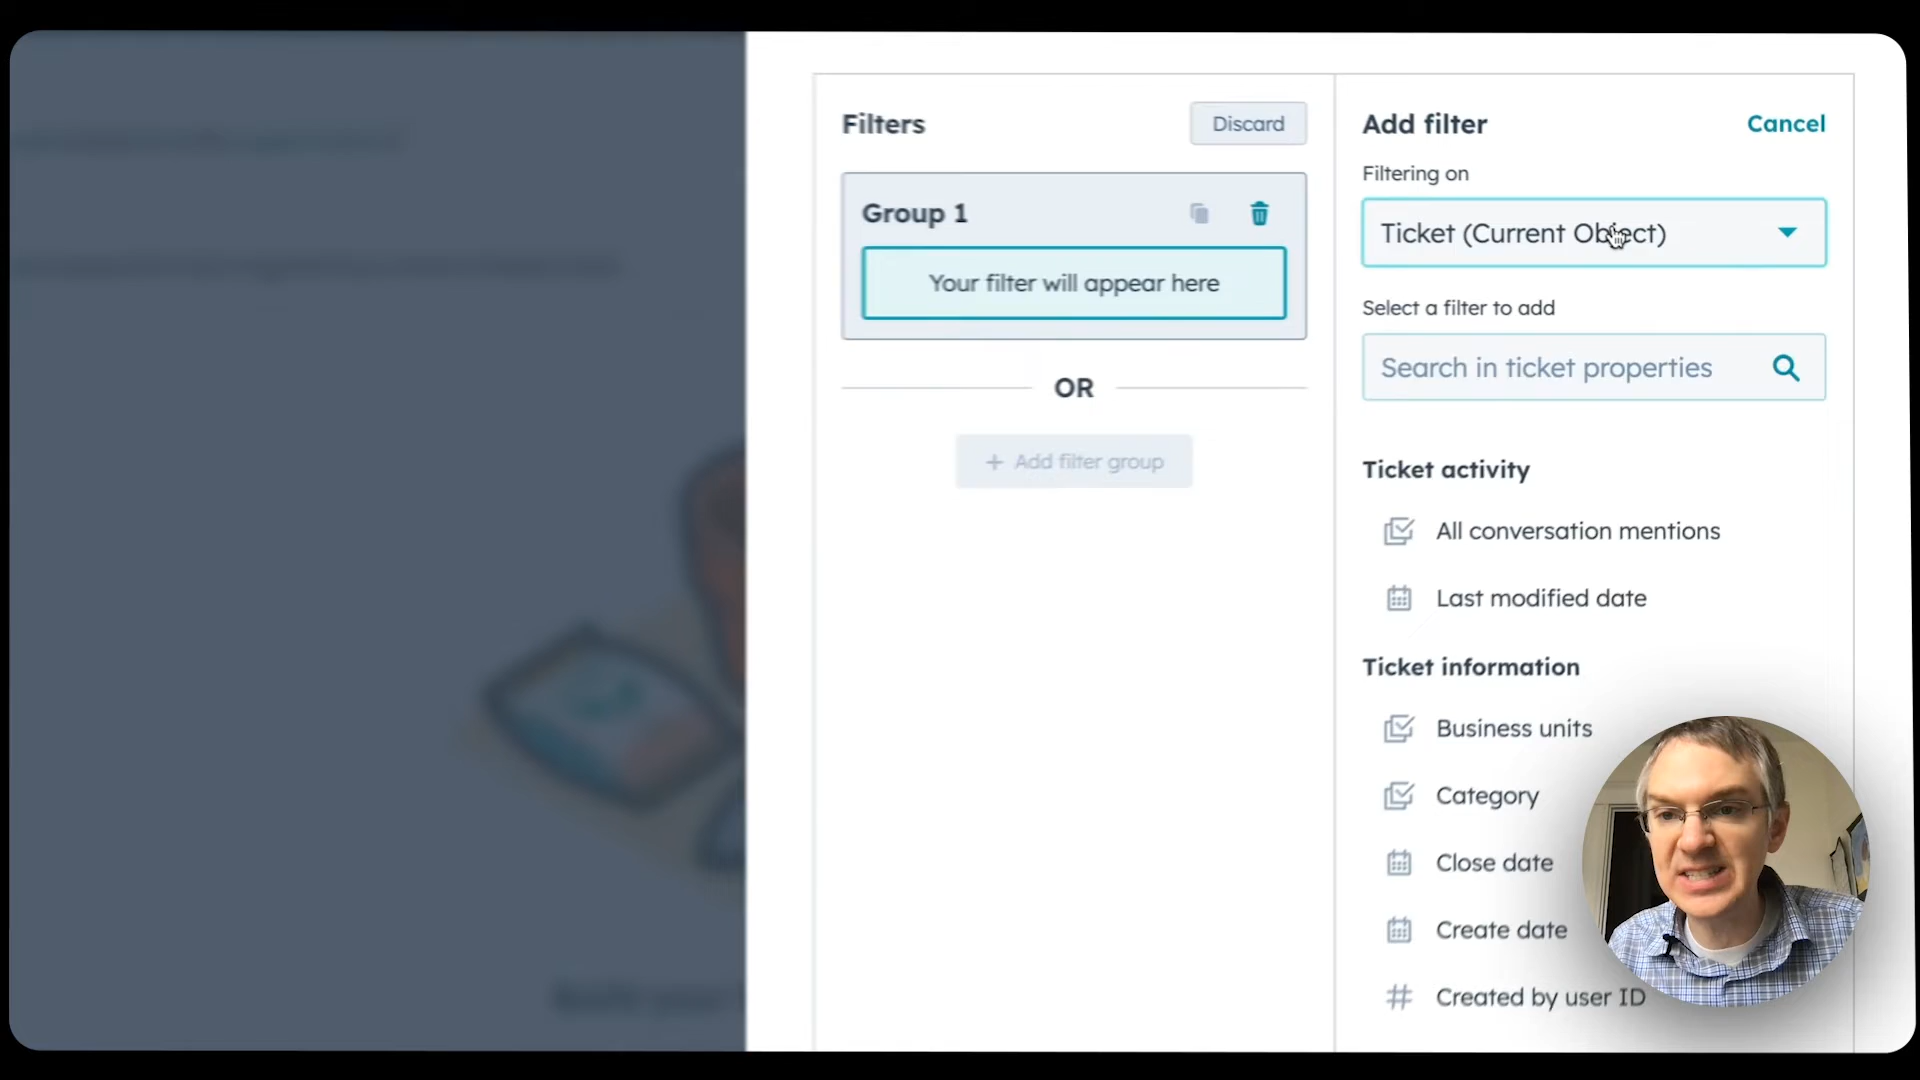 Filters
Discard
Group 1
Your filter will appear here
OR
+ Add filter group
Add filter
Cancel
Filtering on
Ticket (Current Object)
Select a filter to add
Search in ticket properties
Ticket activity
All conversation mentions
Last modified date
Ticket information
Business units
Category
Close date
Create date
Created by user ID